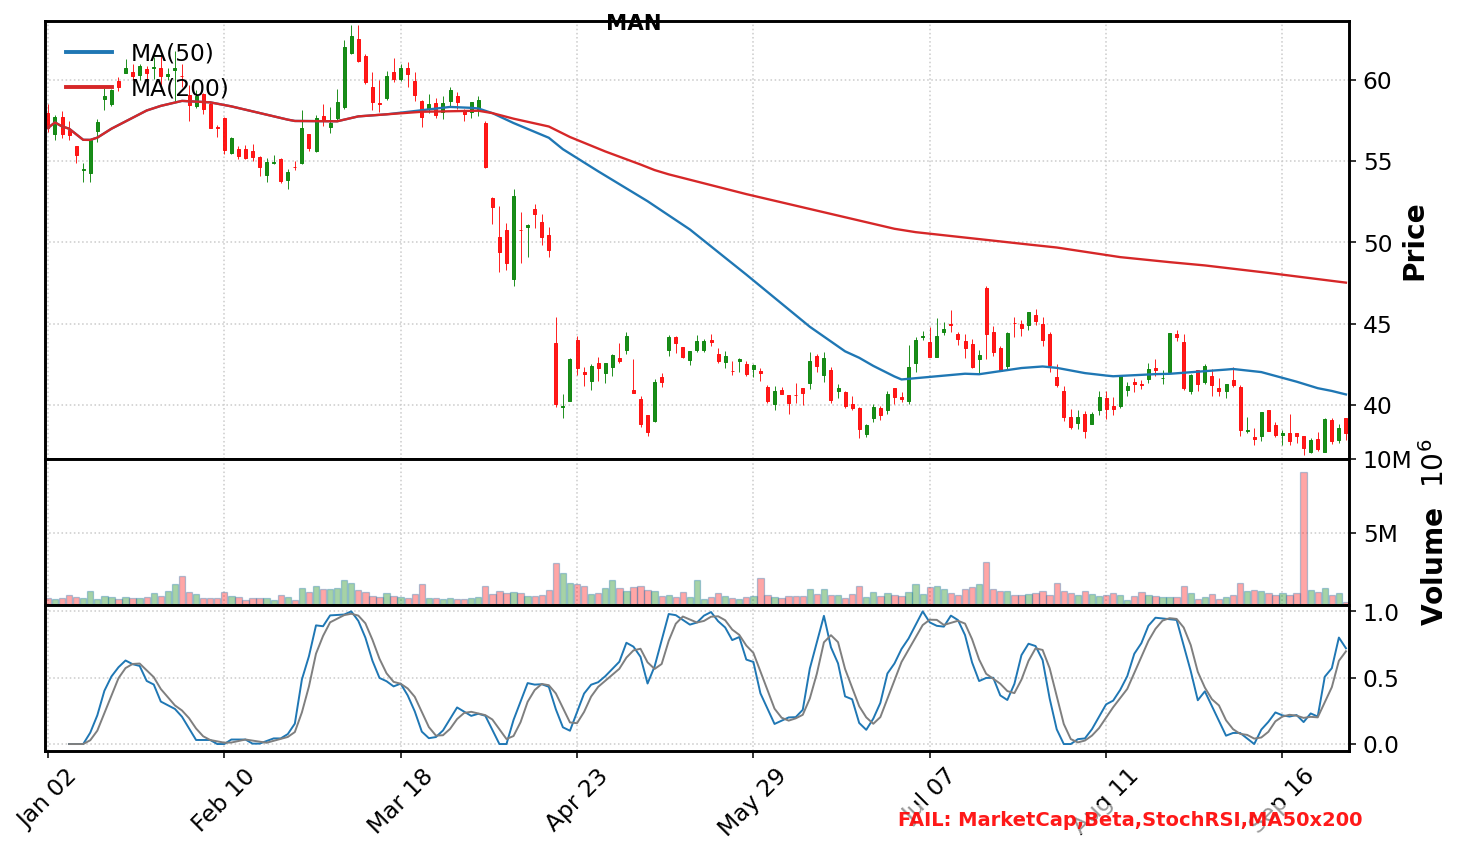 MAN
MA(50)
MA(200)
60
55
50
45
40
Price
10M
5M
Volume 10^6
1.0
0.5
0.0
Jan 02
Feb 10
Mar 18
Apr 23
May 29
Jul 07
Aug 11
Sep 16
FAIL: MarketCap,Beta,StochRSI,MA50x200